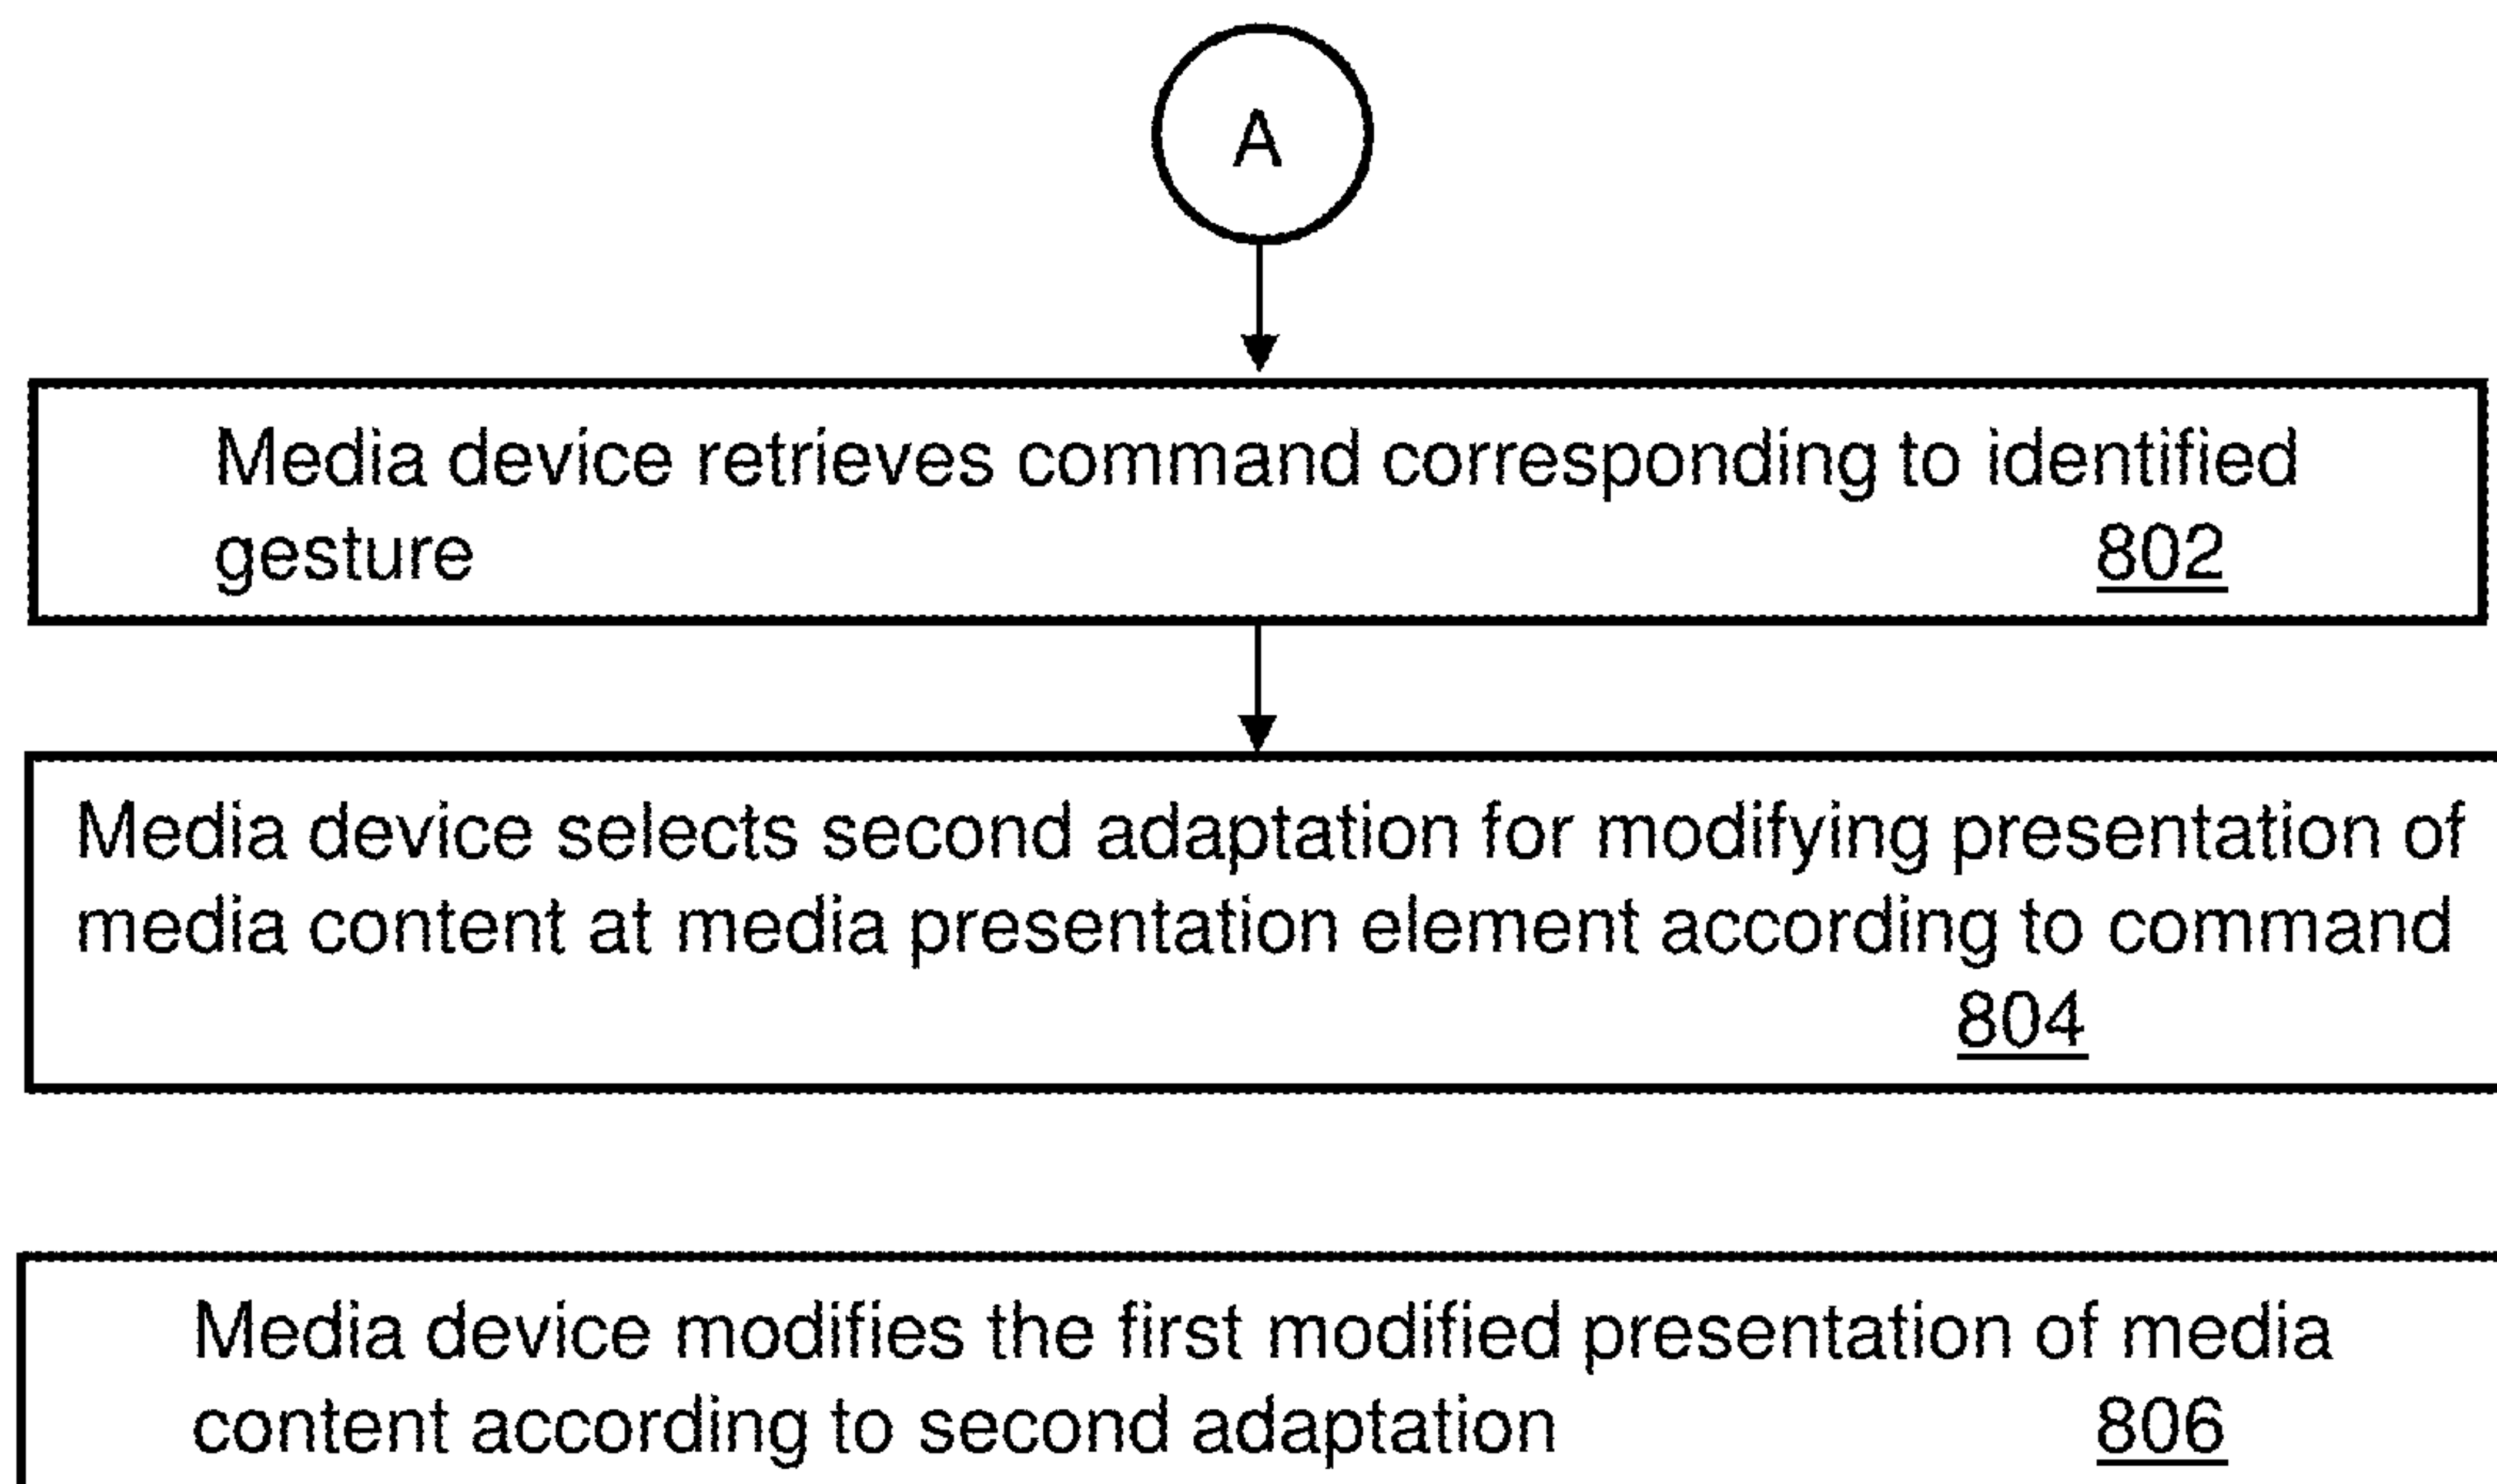 A
Media device retrieves command corresponding to identified
gesture 802
Media device selects second adaptation for modifying presentation of
media content at media presentation element according to command
804
Media device modifies the first modified presentation of media
content according to second adaptation 806